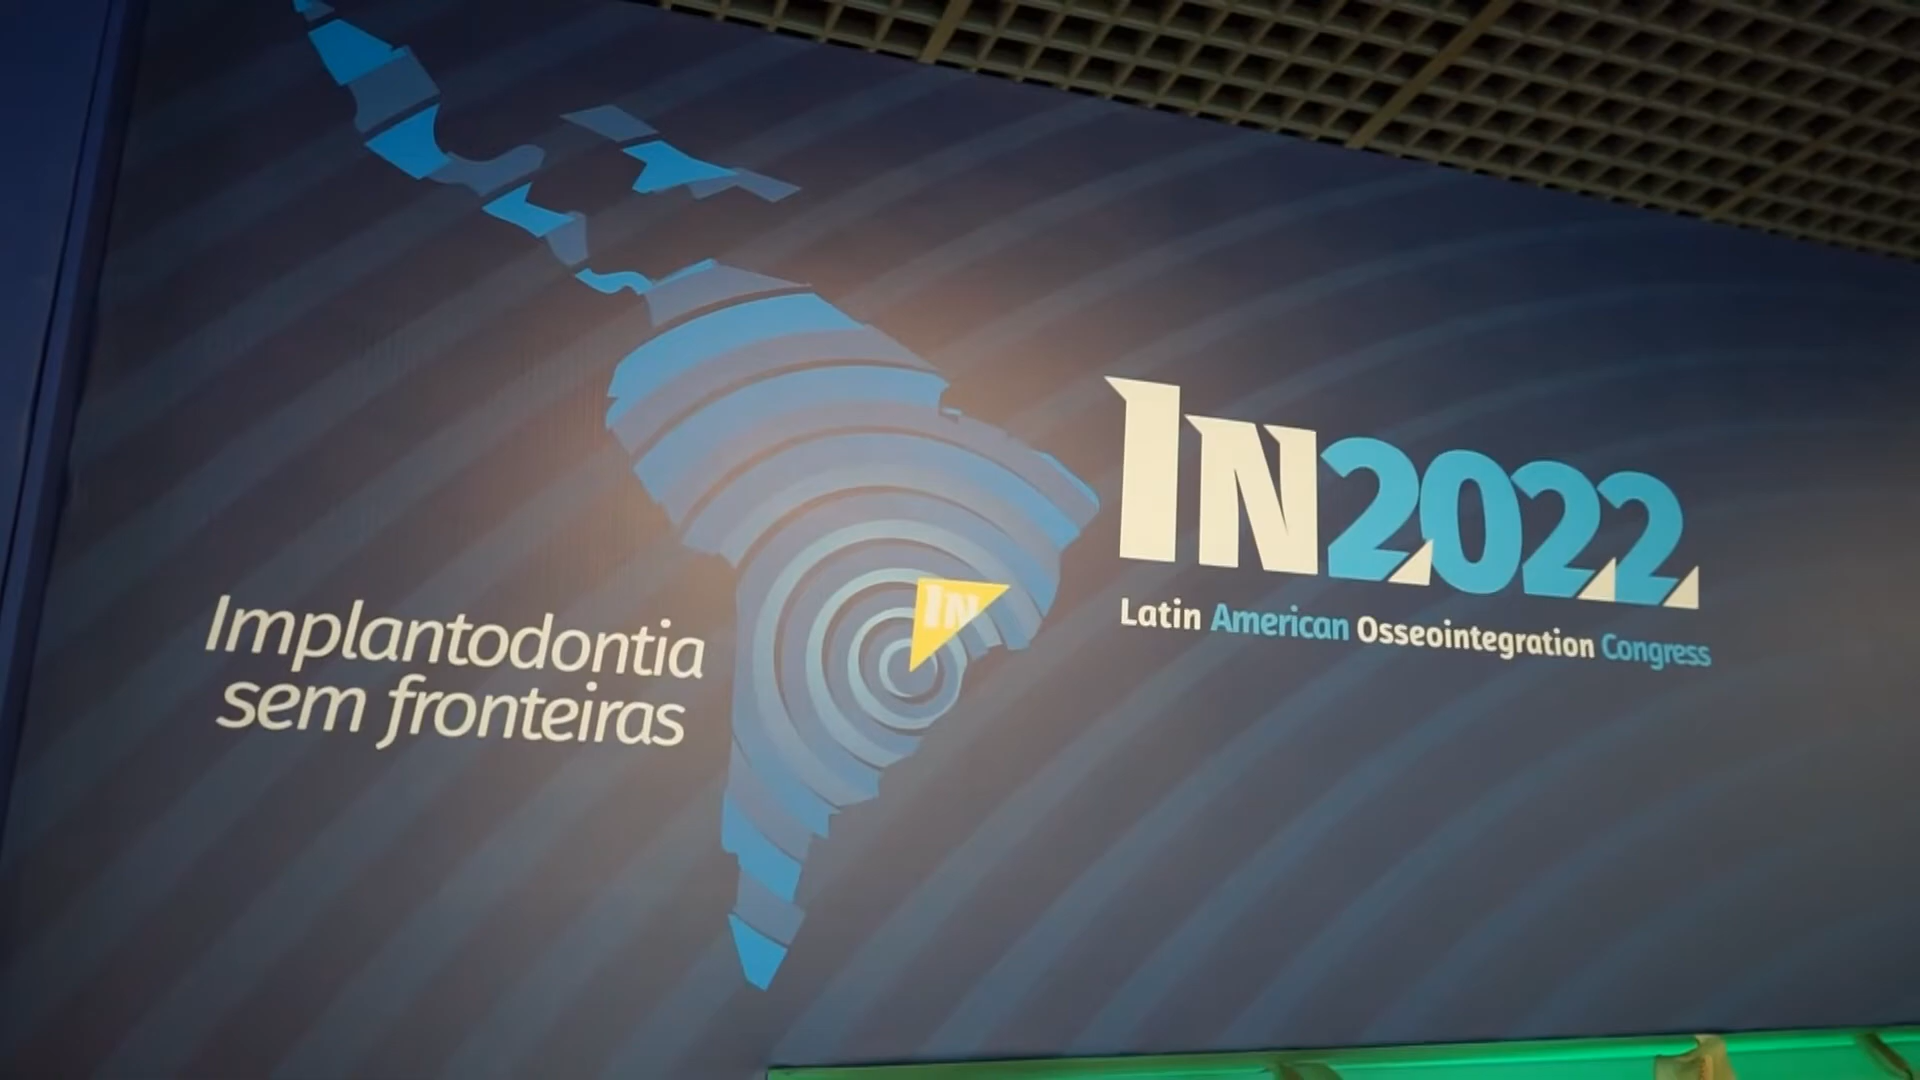 Implantodontia
sem fronteiras
IN
IN2022
Latin American Osseointegration Congress